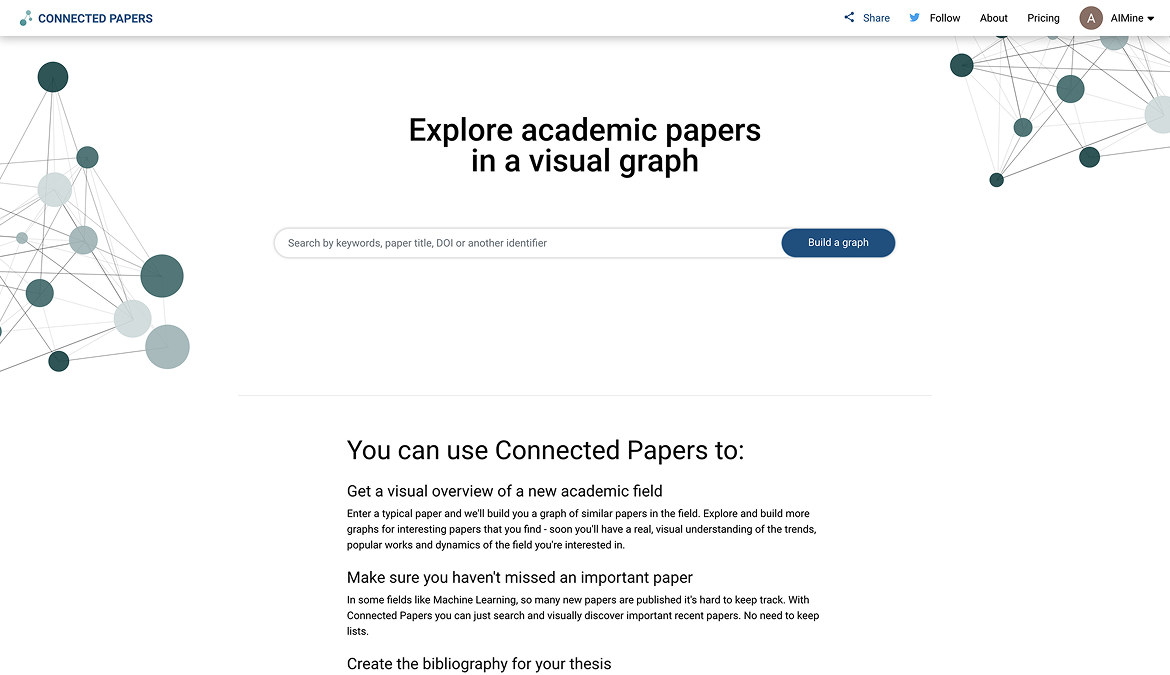 CONNECTED PAPERS
Share
Follow
About
Pricing
A
AIMine
Explore academic papers
in a visual graph
Search by keywords, paper title, DOI or another identifier
Build a graph
You can use Connected Papers to:
Get a visual overview of a new academic field
Enter a typical paper and we'll build you a graph of similar papers in the field. Explore and build more
graphs for interesting papers that you find - soon you'll have a real, visual understanding of the trends,
popular works and dynamics of the field you're interested in.
Make sure you haven't missed an important paper
In some fields like Machine Learning, so many new papers are published it's hard to keep track. With
Connected Papers you can just search and visually discover important recent papers. No need to keep
lists.
Create the bibliography for your thesis